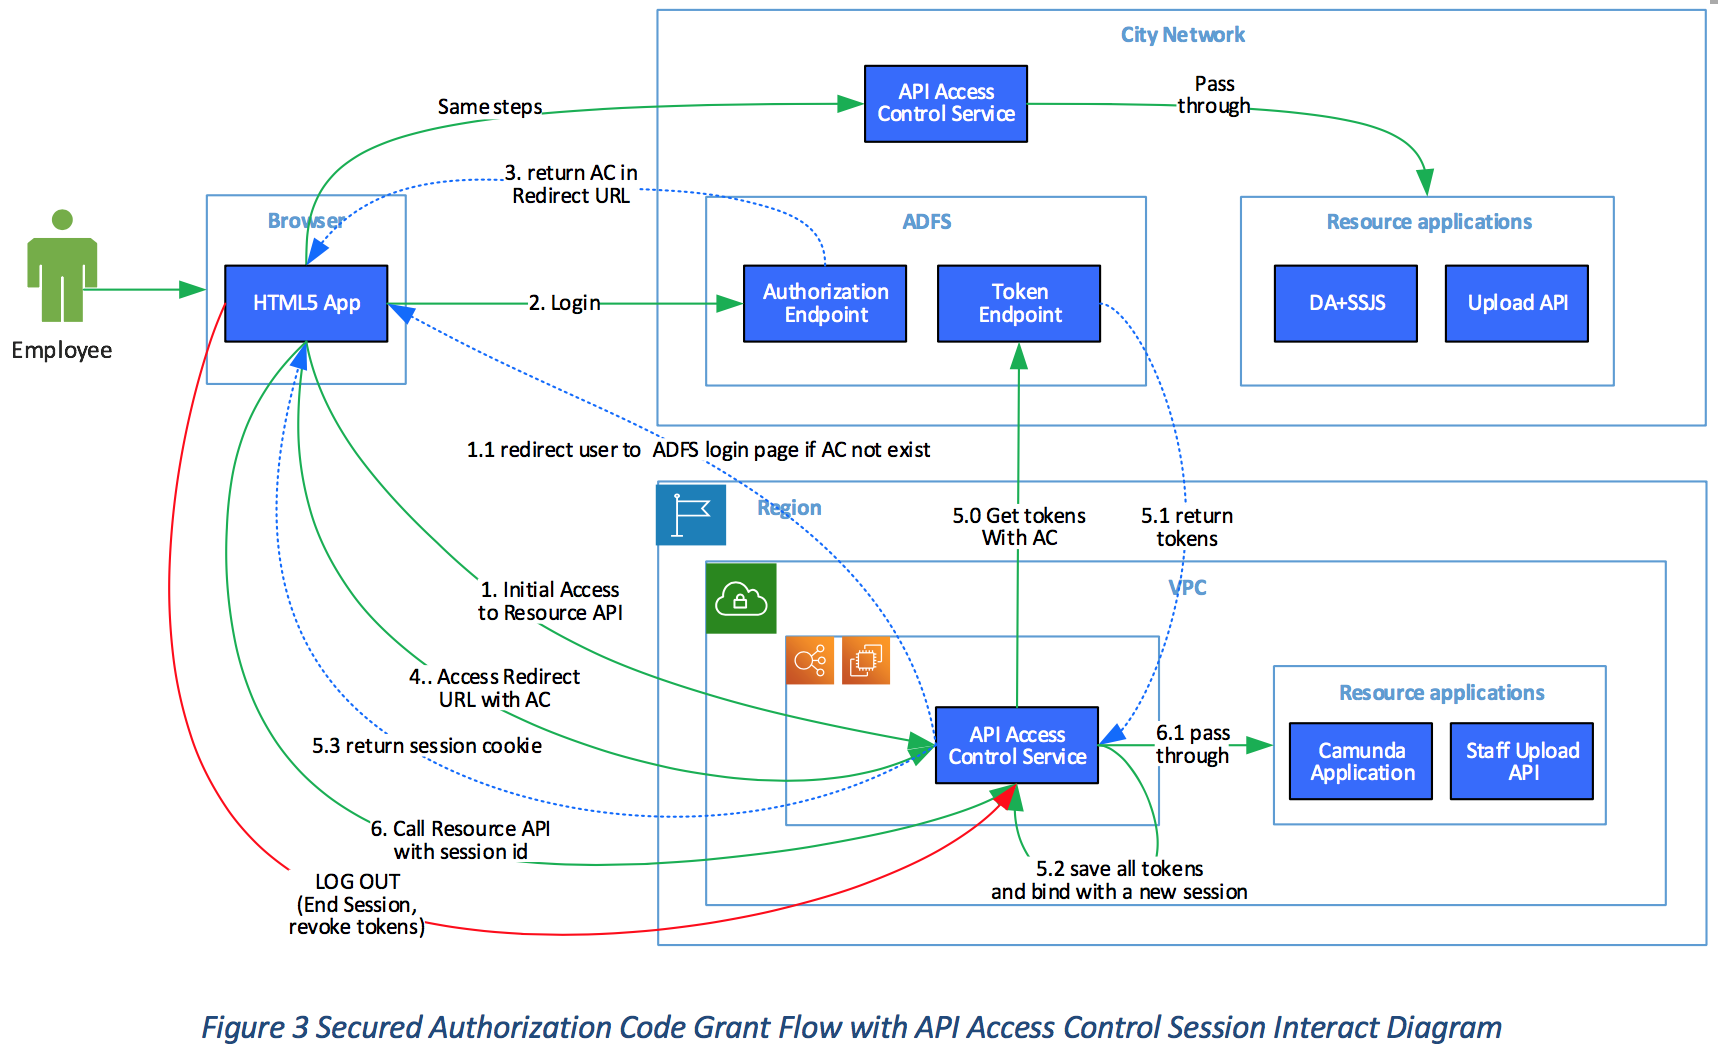 City Network
API Access
Control Service
Pass
through
Same steps
3. return AC in
Redirect URL
Browser
ADFS
Resource applications
HTML5 App
2. Login
Authorization
Endpoint
Token
Endpoint
DA+SSJS
Upload API
Employee
1.1 redirect user to  ADFS login page if AC not exist
Region
5.0 Get tokens
With AC
5.1 return
tokens
VPC
1. Initial Access
to Resource API
4.. Access Redirect
URL with AC
5.3 return session cookie
API Access
Control Service
6.1 pass
through
Resource applications
Camunda
Application
Staff Upload
API
6. Call Resource API
with session id
5.2 save all tokens
and bind with a new session
LOG OUT
(End Session,
revoke tokens)
Figure 3 Secured Authorization Code Grant Flow with API Access Control Session Interact Diagram